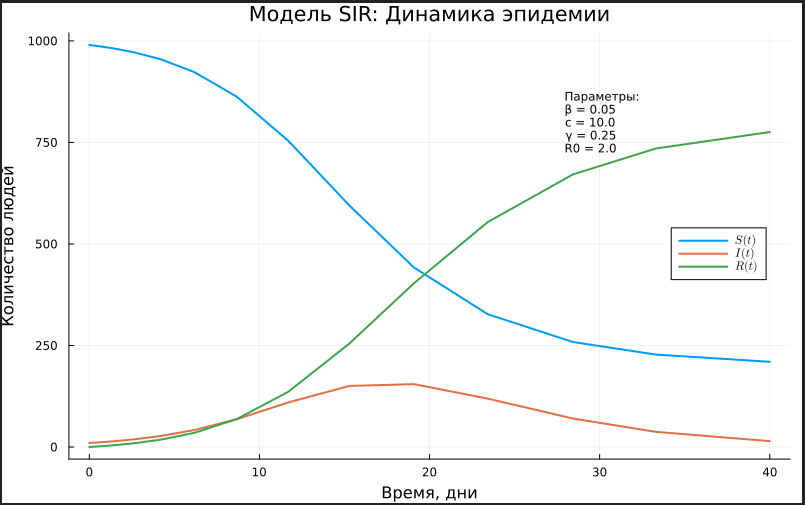 Модель SIR: Динамика эпидемии
1000
750
500
250
0
Количество людей
Параметры:
β = 0.05
c = 10.0
γ = 0.25
R0 = 2.0
S(t)
I(t)
R(t)
0
10
20
30
40
Время, дни